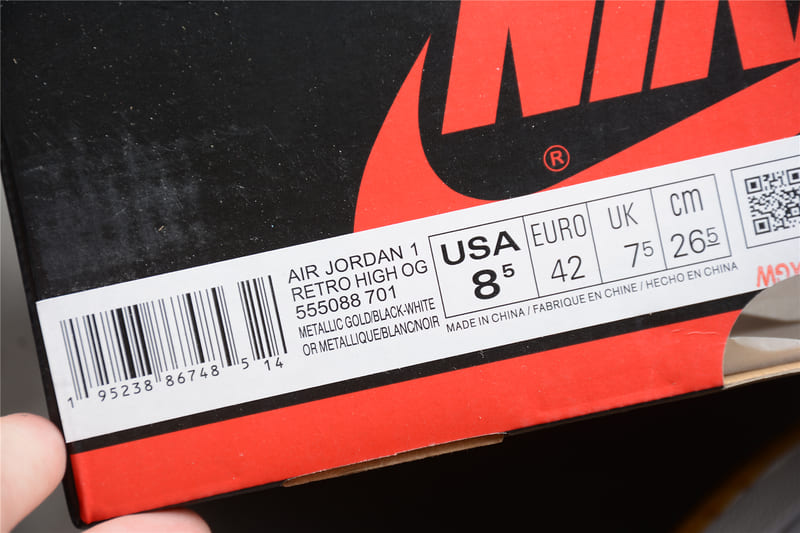 NIKE
®
AIR JORDAN 1
RETRO HIGH OG
555088 701
METALLIC GOLD/BLACK-WHITE
OR METALLIQUE/BLANC/NOIR
1 95238 86748 5 14
USA
8⁵
EURO
42
UK
7⁵
cm
26⁵
MADE IN CHINA / FABRIQUE EN CHINE / HECHO EN CHINA